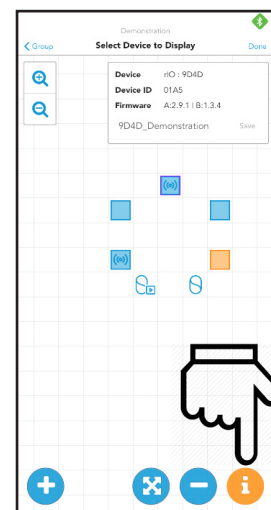 Demonstration
Group Select Device to Display Done
Device rIO : 9D4D
Device ID 01A5
Firmware A:2.9.1 | B:1.3.4
9D4D_Demonstration Save